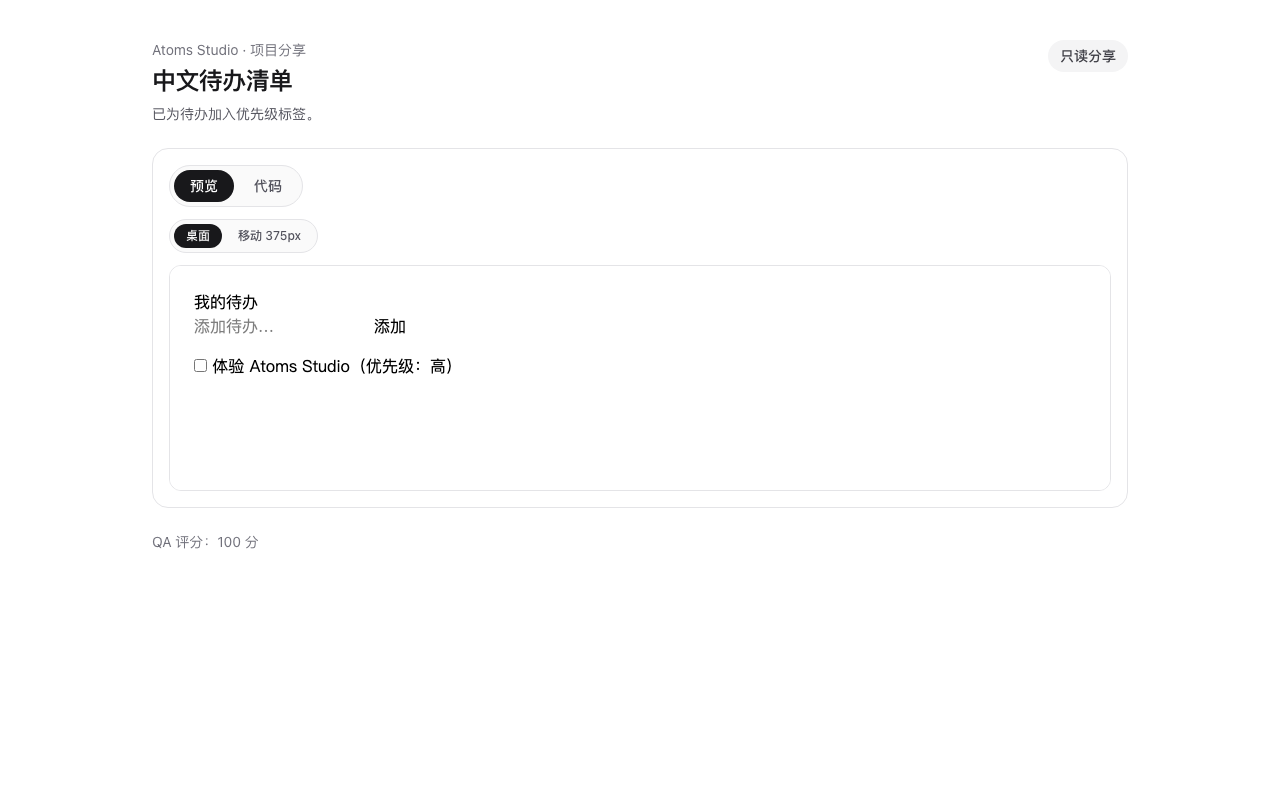 Atoms Studio · 项目分享
中文待办清单
已为待办加入优先级标签。
只读分享
预览 代码
桌面 移动 375px
我的待办
添加待办... 添加
体验 Atoms Studio（优先级：高）
QA 评分：100 分